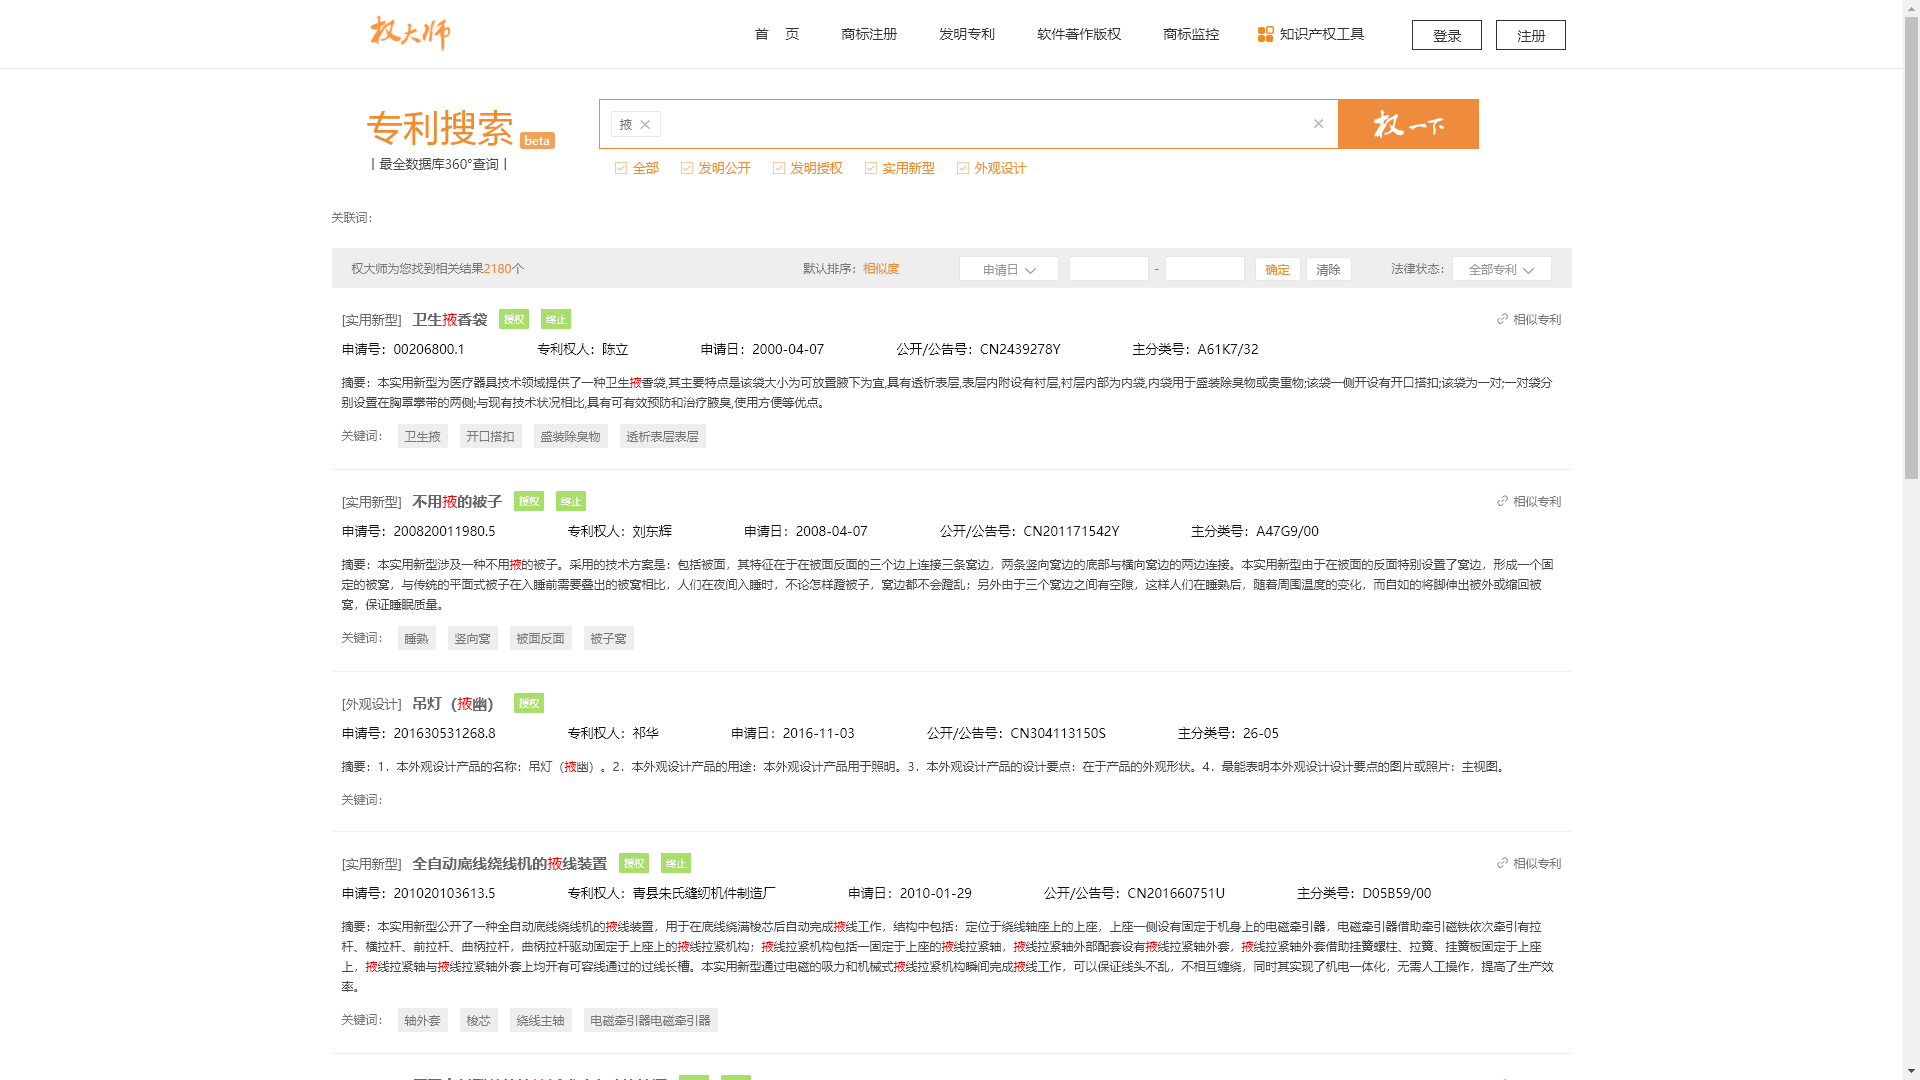 权大师
首 页 商标注册 发明专利 软件著作版权 商标监控 知识产权工具 登录 注册
专利搜索 beta
丨最全数据库360°查询丨
掖
权一下
全部 发明公开 发明授权 实用新型 外观设计
关联词：
权大师为您找到相关结果2180个 默认排序：相似度 申请日 - 确定 清除 法律状态： 全部专利
[实用新型] 卫生掖香袋 授权 终止 相似专利
申请号：00206800.1 专利权人：陈立 申请日：2000-04-07 公开/公告号：CN2439278Y 主分类号：A61K7/32
摘要：本实用新型为医疗器具技术领域提供了一种卫生掖香袋,其主要特点是该袋大小为可放置腋下为宜,具有透析表层,表层内附设有衬层,衬层内部为内袋,内袋用于盛装除臭物或贵重物;该袋一侧开设有开口搭扣;该袋为一对;一对袋分
别设置在胸罩攀带的两侧;与现有技术状况相比,具有可有效预防和治疗腋臭,使用方便等优点。
关键词： 卫生掖 开口搭扣 盛装除臭物 透析表层表层
[实用新型] 不用掖的被子 授权 终止 相似专利
申请号：200820011980.5 专利权人：刘东辉 申请日：2008-04-07 公开/公告号：CN201171542Y 主分类号：A47G9/00
摘要：本实用新型涉及一种不用掖的被子。采用的技术方案是：包括被面，其特征在于在被面反面的三个边上连接三条窝边，两条竖向窝边的底部与横向窝边的两边连接。本实用新型由于在被面的反面特别设置了窝边，形成一个固
定的被窝，与传统的平面式被子在入睡前需要叠出的被窝相比，人们在夜间入睡时，不论怎样蹬被子，窝边都不会蹬乱；另外由于三个窝边之间有空隙，这样人们在睡熟后，随着周围温度的变化，而自如的将脚伸出被外或缩回被
窝，保证睡眠质量。
关键词： 睡熟 竖向窝 被面反面 被子窝
[外观设计] 吊灯（掖幽） 授权
申请号：201630531268.8 专利权人：祁华 申请日：2016-11-03 公开/公告号：CN304113150S 主分类号：26-05
摘要：1．本外观设计产品的名称：吊灯（掖幽）。2．本外观设计产品的用途：本外观设计产品用于照明。3．本外观设计产品的设计要点：在于产品的外观形状。4．最能表明本外观设计设计要点的图片或照片：主视图。
关键词：
[实用新型] 全自动底线绕线机的掖线装置 授权 终止 相似专利
申请号：201020103613.5 专利权人：青县朱氏缝纫机件制造厂 申请日：2010-01-29 公开/公告号：CN201660751U 主分类号：D05B59/00
摘要：本实用新型公开了一种全自动底线绕线机的掖线装置，用于在底线绕满梭芯后自动完成掖线工作，结构中包括：定位于绕线轴座上的上座，上座一侧设有固定于机身上的电磁牵引器，电磁牵引器借助牵引磁铁依次牵引有拉
杆、横拉杆、前拉杆、曲柄拉杆，曲柄拉杆驱动固定于上座上的掖线拉紧机构；掖线拉紧机构包括一固定于上座的掖线拉紧轴，掖线拉紧轴外部配套设有掖线拉紧轴外套，掖线拉紧轴外套借助挂簧螺柱、拉簧、挂簧板固定于上座
上，掖线拉紧轴与掖线拉紧轴外套上均开有可容线通过的过线长槽。本实用新型通过电磁的吸力和机械式掖线拉紧机构瞬间完成掖线工作，可以保证线头不乱，不相互缠绕，同时其实现了机电一体化，无需人工操作，提高了生产效
率。
关键词： 轴外套 梭芯 绕线主轴 电磁牵引器电磁牵引器